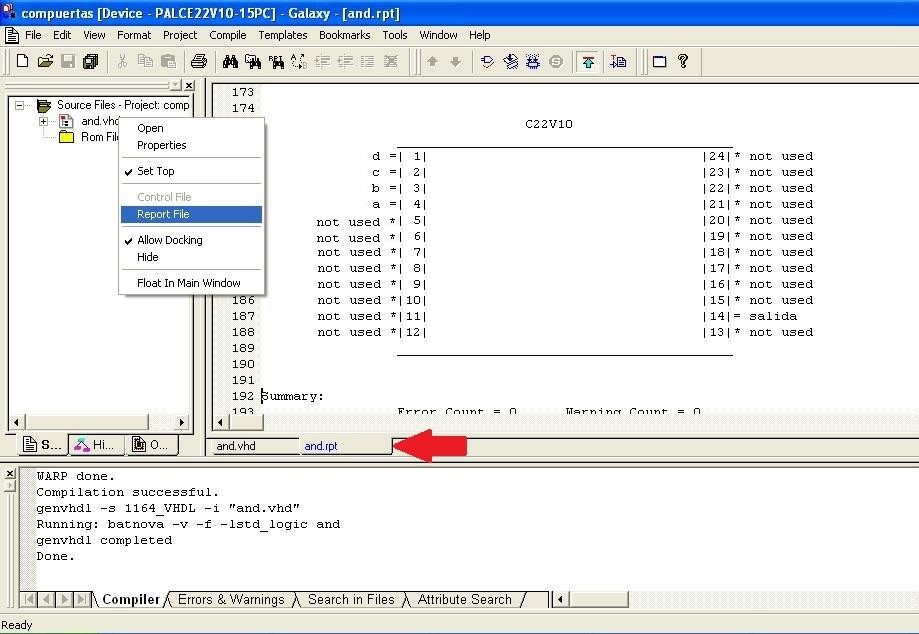 compuertas [Device - PALCE22V10-15PC] - Galaxy - [and.rpt]
File Edit View Format Project Compile Templates Bookmarks Tools Window Help
Source Files - Project: comp
and.vhd
Rom File
Open
Properties
Set Top
Control File
Report File
Allow Docking
Hide
Float In Main Window
173
174
C22V10
d =| 1| |24|* not used
c =| 2| |23|* not used
b =| 3| |22|* not used
a =| 4| |21|* not used
not used *| 5| |20|* not used
not used *| 6| |19|* not used
not used *| 7| |18|* not used
not used *| 8| |17|* not used
not used *| 9| |16|* not used
186 not used *|10| |15|* not used
187 not used *|11| |14|= salida
188 not used *|12| |13|* not used
189
190
191
192 Summary:
193 Error Count = 0 Warning Count = 0
S... Hi... O...
and.vhd and.rpt
WARP done.
Compilation successful.
genvhdl -s 1164_VHDL -i "and.vhd"
Running: batnova -v -f -lstd_logic and
genvhdl completed
Done.
Compiler Errors & Warnings Search in Files Attribute Search
Ready